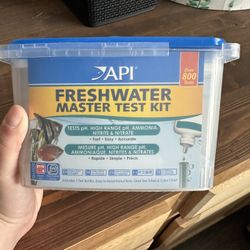 Over
800
Tests!
API
FRESHWATER
MASTER TEST KIT
TESTS pH, HIGH RANGE pH, AMMONIA,
NITRITE & NITRATE
• Fast • Easy • Accurate
MESURE pH, HIGH RANGE pH,
AMMONIAQUE, NITRITES & NITRATES
• Rapide • Simple • Précis